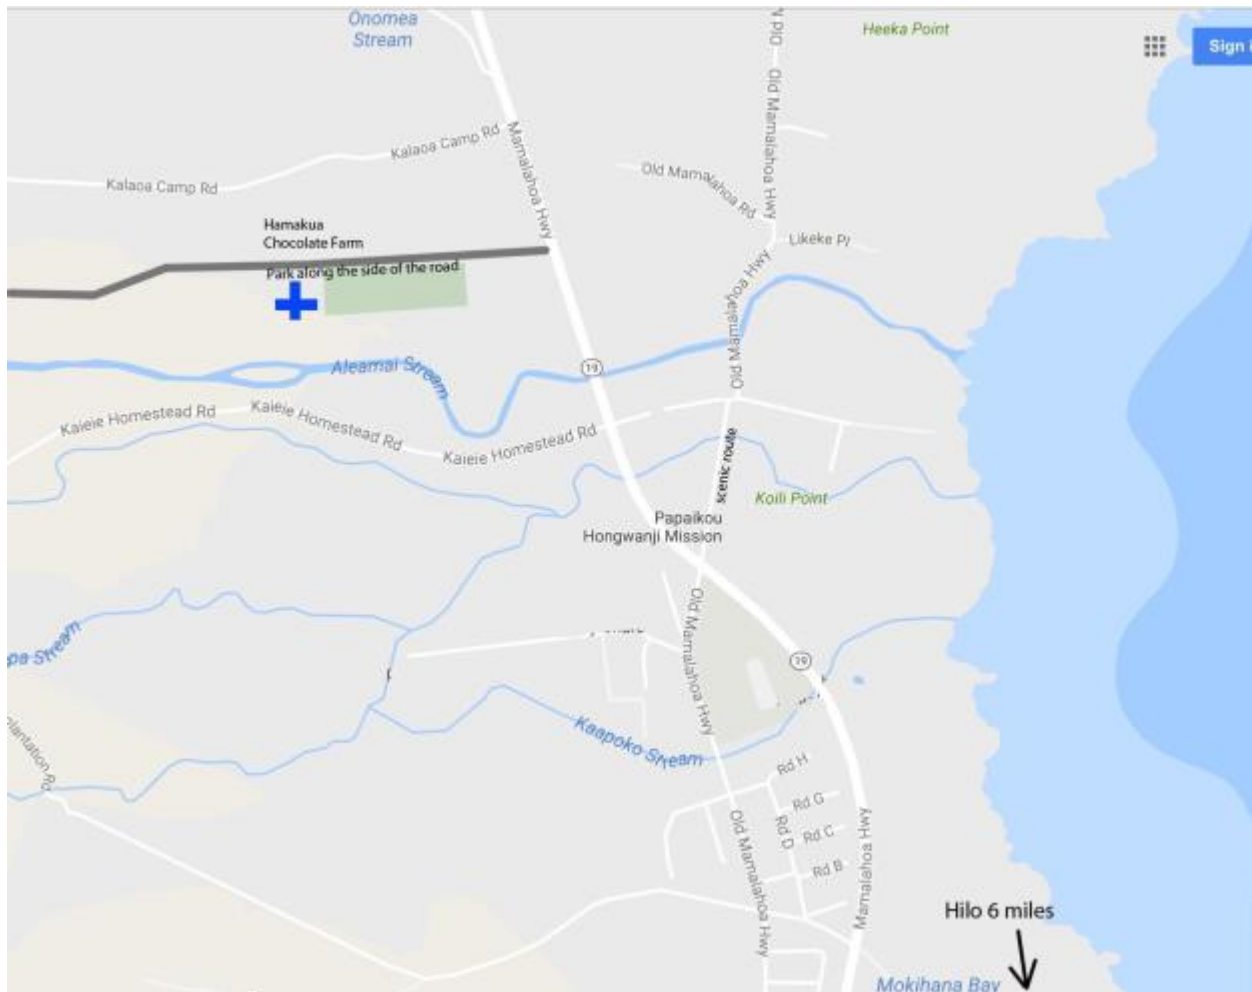 Onomea
Stream
Heeka Point
Sign
Old
Old Mamalahoa Hwy
Mamalahoa Hwy
Kalaoa Camp Rd
Kalaoa Camp Rd
Old Mamalahoa Rd
Likeke Pl
Hamakua
Chocolate Farm
Park along the side of the road
Old Mamalahoa Hwy
19
Aleamai Stream
Kaieie Homestead Rd
Kaieie Homestead Rd
Kaieie Homestead Rd
scenic route
Koili Point
Papaikou
Hongwanji Mission
Old Mamalahoa Hwy
pa Stream
19
Kaapoko Stream
lantation Rd
Rd H
Rd G
Rd D
Rd C
Rd B
Old Mamalahoa Hwy
Mamalahoa Hwy
Hilo 6 miles
Mokihana Bay